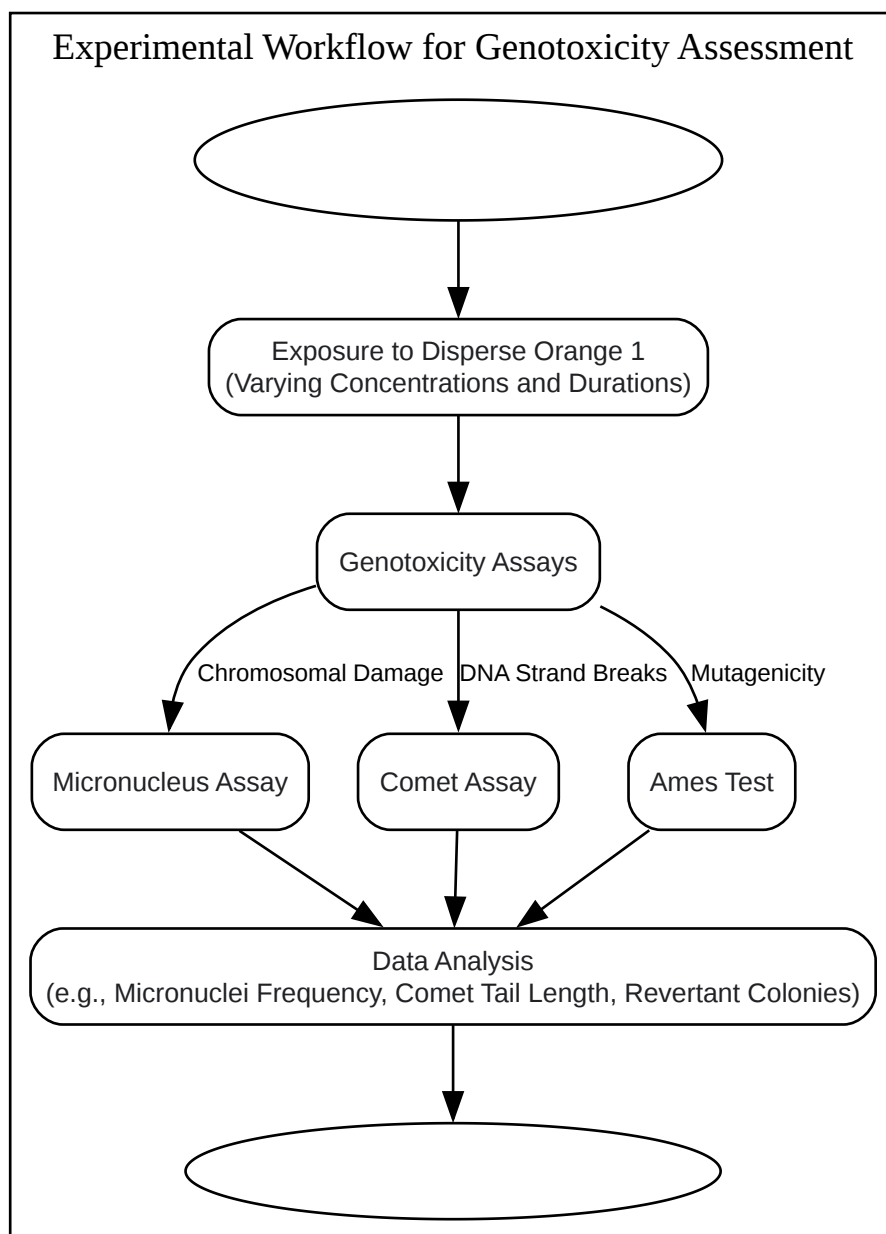 Experimental Workflow for Genotoxicity Assessment
Exposure to Disperse Orange 1
(Varying Concentrations and Durations)
Genotoxicity Assays
Chromosomal Damage
DNA Strand Breaks
Mutagenicity
Micronucleus Assay
Comet Assay
Ames Test
Data Analysis
(e.g., Micronuclei Frequency, Comet Tail Length, Revertant Colonies)